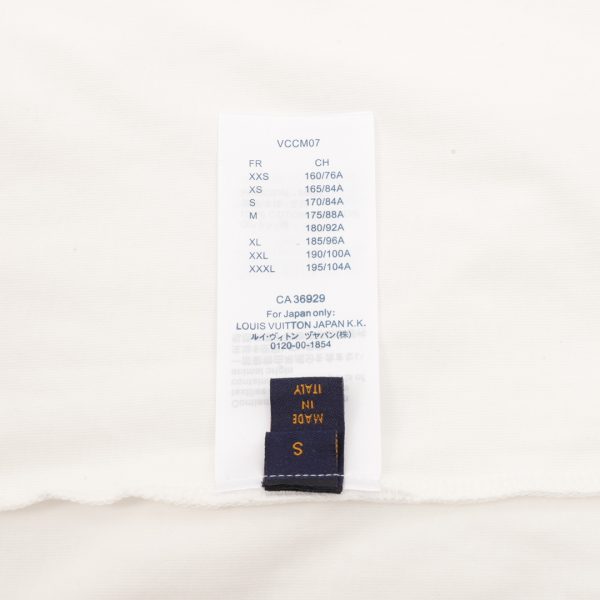 VCCM07
FR CH
XXS 160/76A
XS 165/84A
S 170/84A
M 175/88A
180/92A
XL 185/96A
XXL 190/100A
XXXL 195/104A
CA 36929
For Japan only:
LOUIS VUITTON JAPAN K.K.
ルイ・ヴィトン ジャパン(株)
0120-00-1854
MADE
IN
ITALY
S